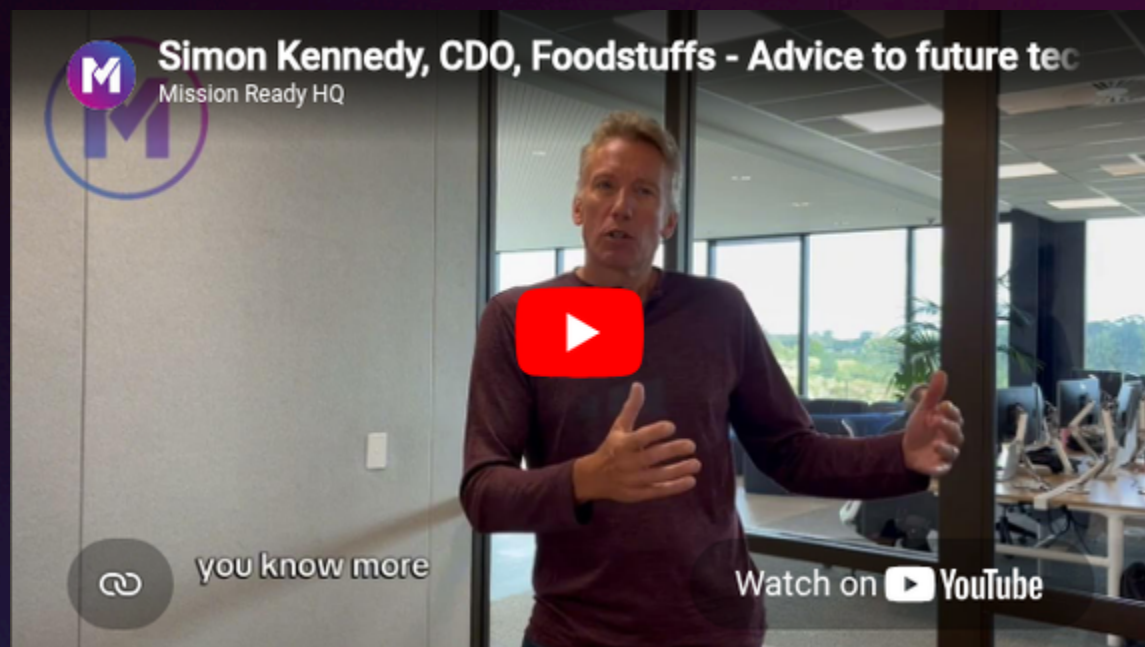 Simon Kennedy, CDO, Foodstuffs - Advice to future tec
Mission Ready HQ
you know more
Watch on YouTube